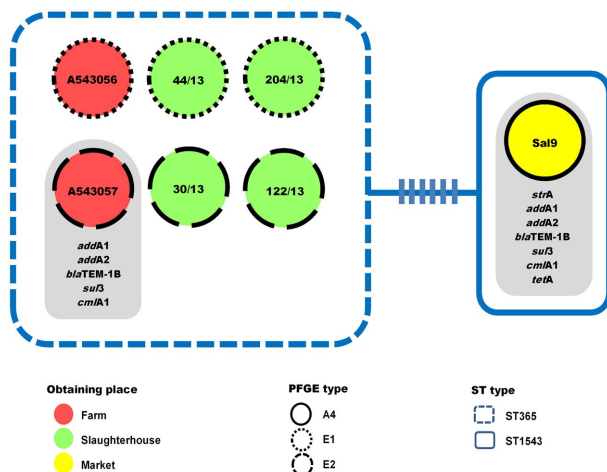 A543056
44/13
204/13
A543057
30/13
122/13
addA1
addA2
blaTEM-1B
sul3
cmlA1
Sal9
strA
addA1
addA2
blaTEM-1B
sul3
cmlA1
tetA
Obtaining place
Farm
Slaughterhouse
Market
PFGE type
A4
E1
E2
ST type
ST365
ST1543